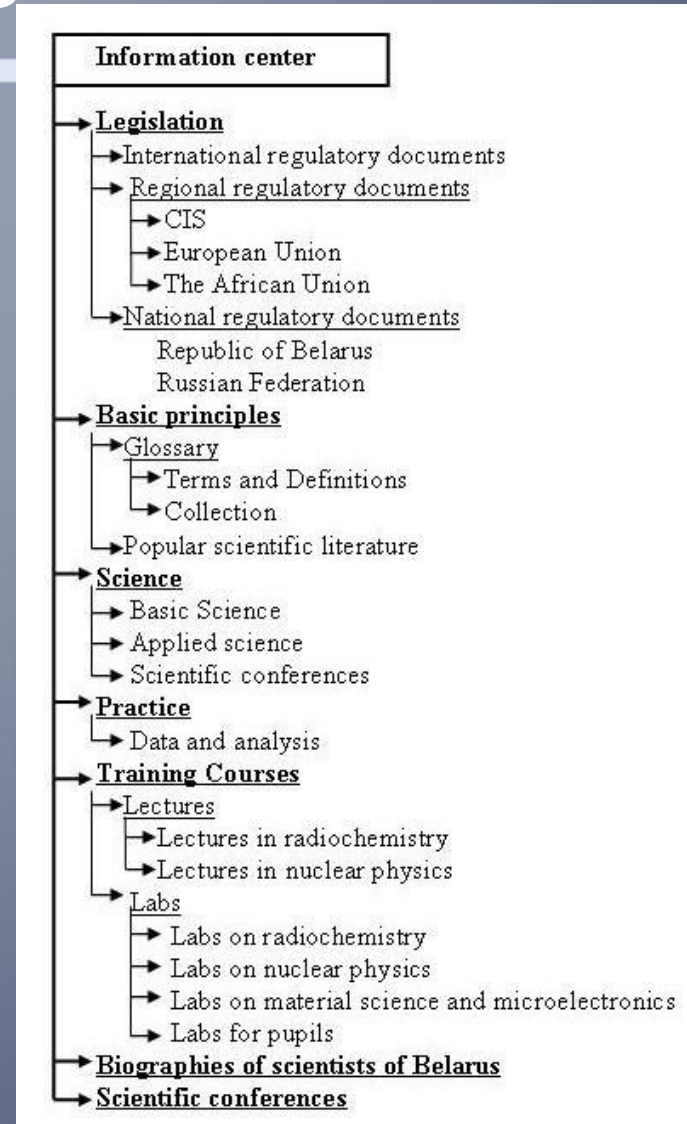 Information center
Legislation
International regulatory documents
Regional regulatory documents
CIS
European Union
The African Union
National regulatory documents
Republic of Belarus
Russian Federation
Basic principles
Glossary
Terms and Definitions
Collection
Popular scientific literature
Science
Basic Science
Applied science
Scientific conferences
Practice
Data and analysis
Training Courses
Lectures
Lectures in radiochemistry
Lectures in nuclear physics
Labs
Labs on radiochemistry
Labs on nuclear physics
Labs on material science and microelectronics
Labs for pupils
Biographies of scientists of Belarus
Scientific conferences